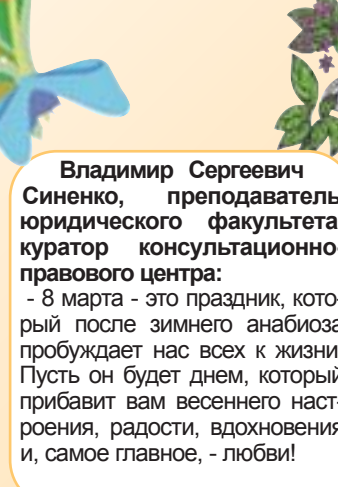 Владимир Сергеевич
Синенко, преподаватель
юридического факультета
куратор консультационно
правового центра:
- 8 марта - это праздник, кото-
рый после зимнего анабиоза
пробуждает нас всех к жизни
Пусть он будет днем, который
прибавит вам весеннего наст-
роения, радости, вдохновения
и, самое главное, - любви!